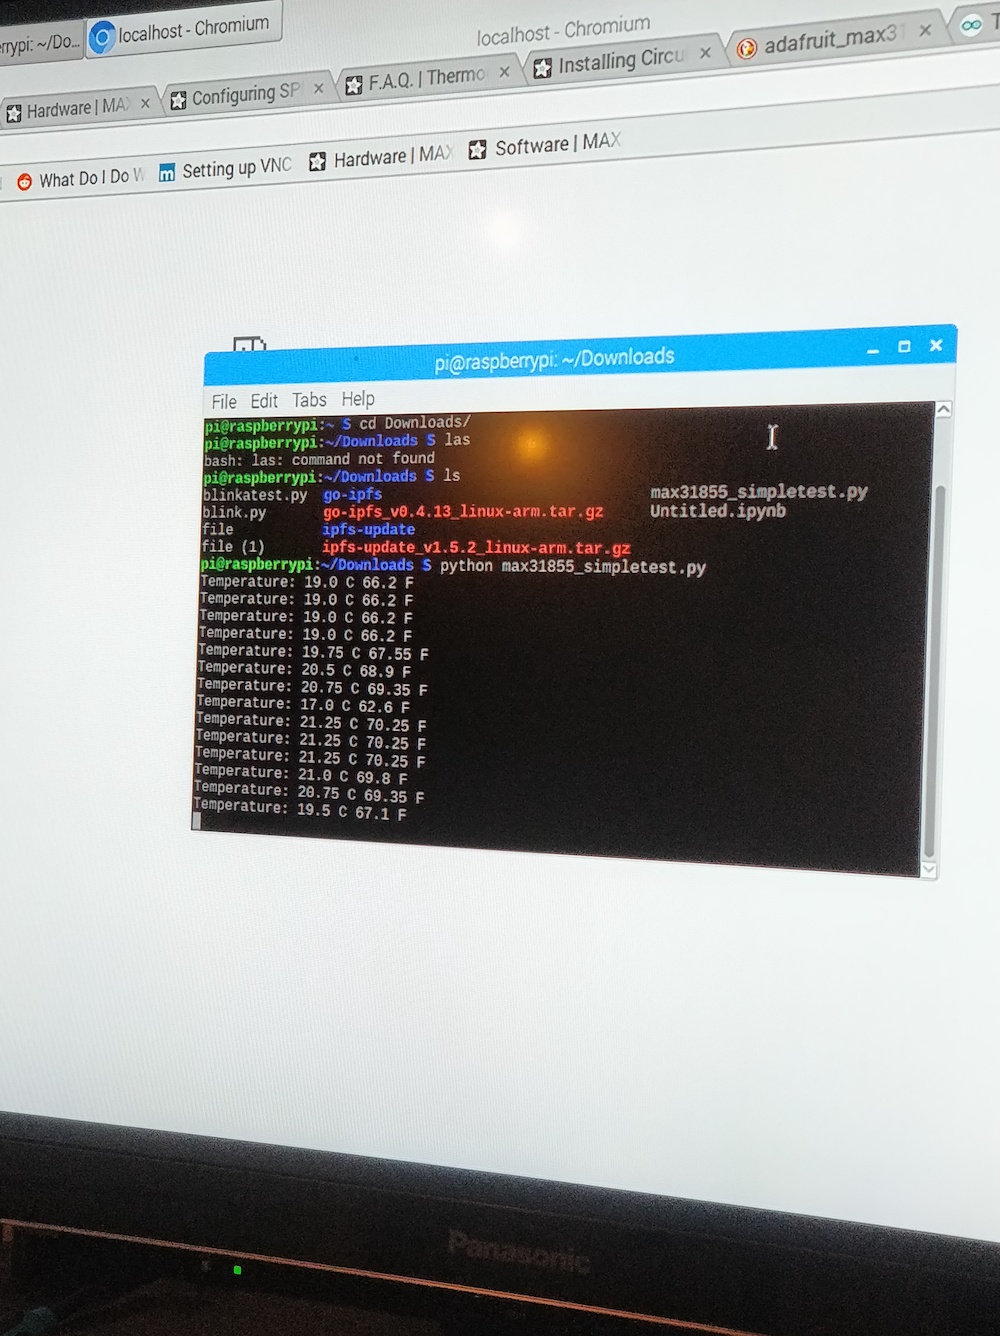 rrypi: ~/Do...
localhost - Chromium
localhost - Chromium
Hardware | MAX
Configuring SP
F.A.Q. | Thermo
Installing Circu
adafruit_max31
What Do I Do W
Setting up VNC
Hardware | MAX
Software | MAX
pi@raspberrypi: ~/Downloads
File Edit Tabs Help
pi@raspberrypi:~ $ cd Downloads/
pi@raspberrypi:~/Downloads $ las
bash: las: command not found
pi@raspberrypi:~/Downloads $ ls
blinkatest.py go-ipfs max31855_simpletest.py
blink.py go-ipfs_v0.4.13_linux-arm.tar.gz Untitled.ipynb
file ipfs-update
file (1) ipfs-update_v1.5.2_linux-arm.tar.gz
pi@raspberrypi:~/Downloads $ python max31855_simpletest.py
Temperature: 19.0 C 66.2 F
Temperature: 19.0 C 66.2 F
Temperature: 19.0 C 66.2 F
Temperature: 19.0 C 66.2 F
Temperature: 19.75 C 67.55 F
Temperature: 20.5 C 68.9 F
Temperature: 20.75 C 69.35 F
Temperature: 17.0 C 62.6 F
Temperature: 21.25 C 70.25 F
Temperature: 21.25 C 70.25 F
Temperature: 21.25 C 70.25 F
Temperature: 21.0 C 69.8 F
Temperature: 20.75 C 69.35 F
Temperature: 19.5 C 67.1 F
Panasonic